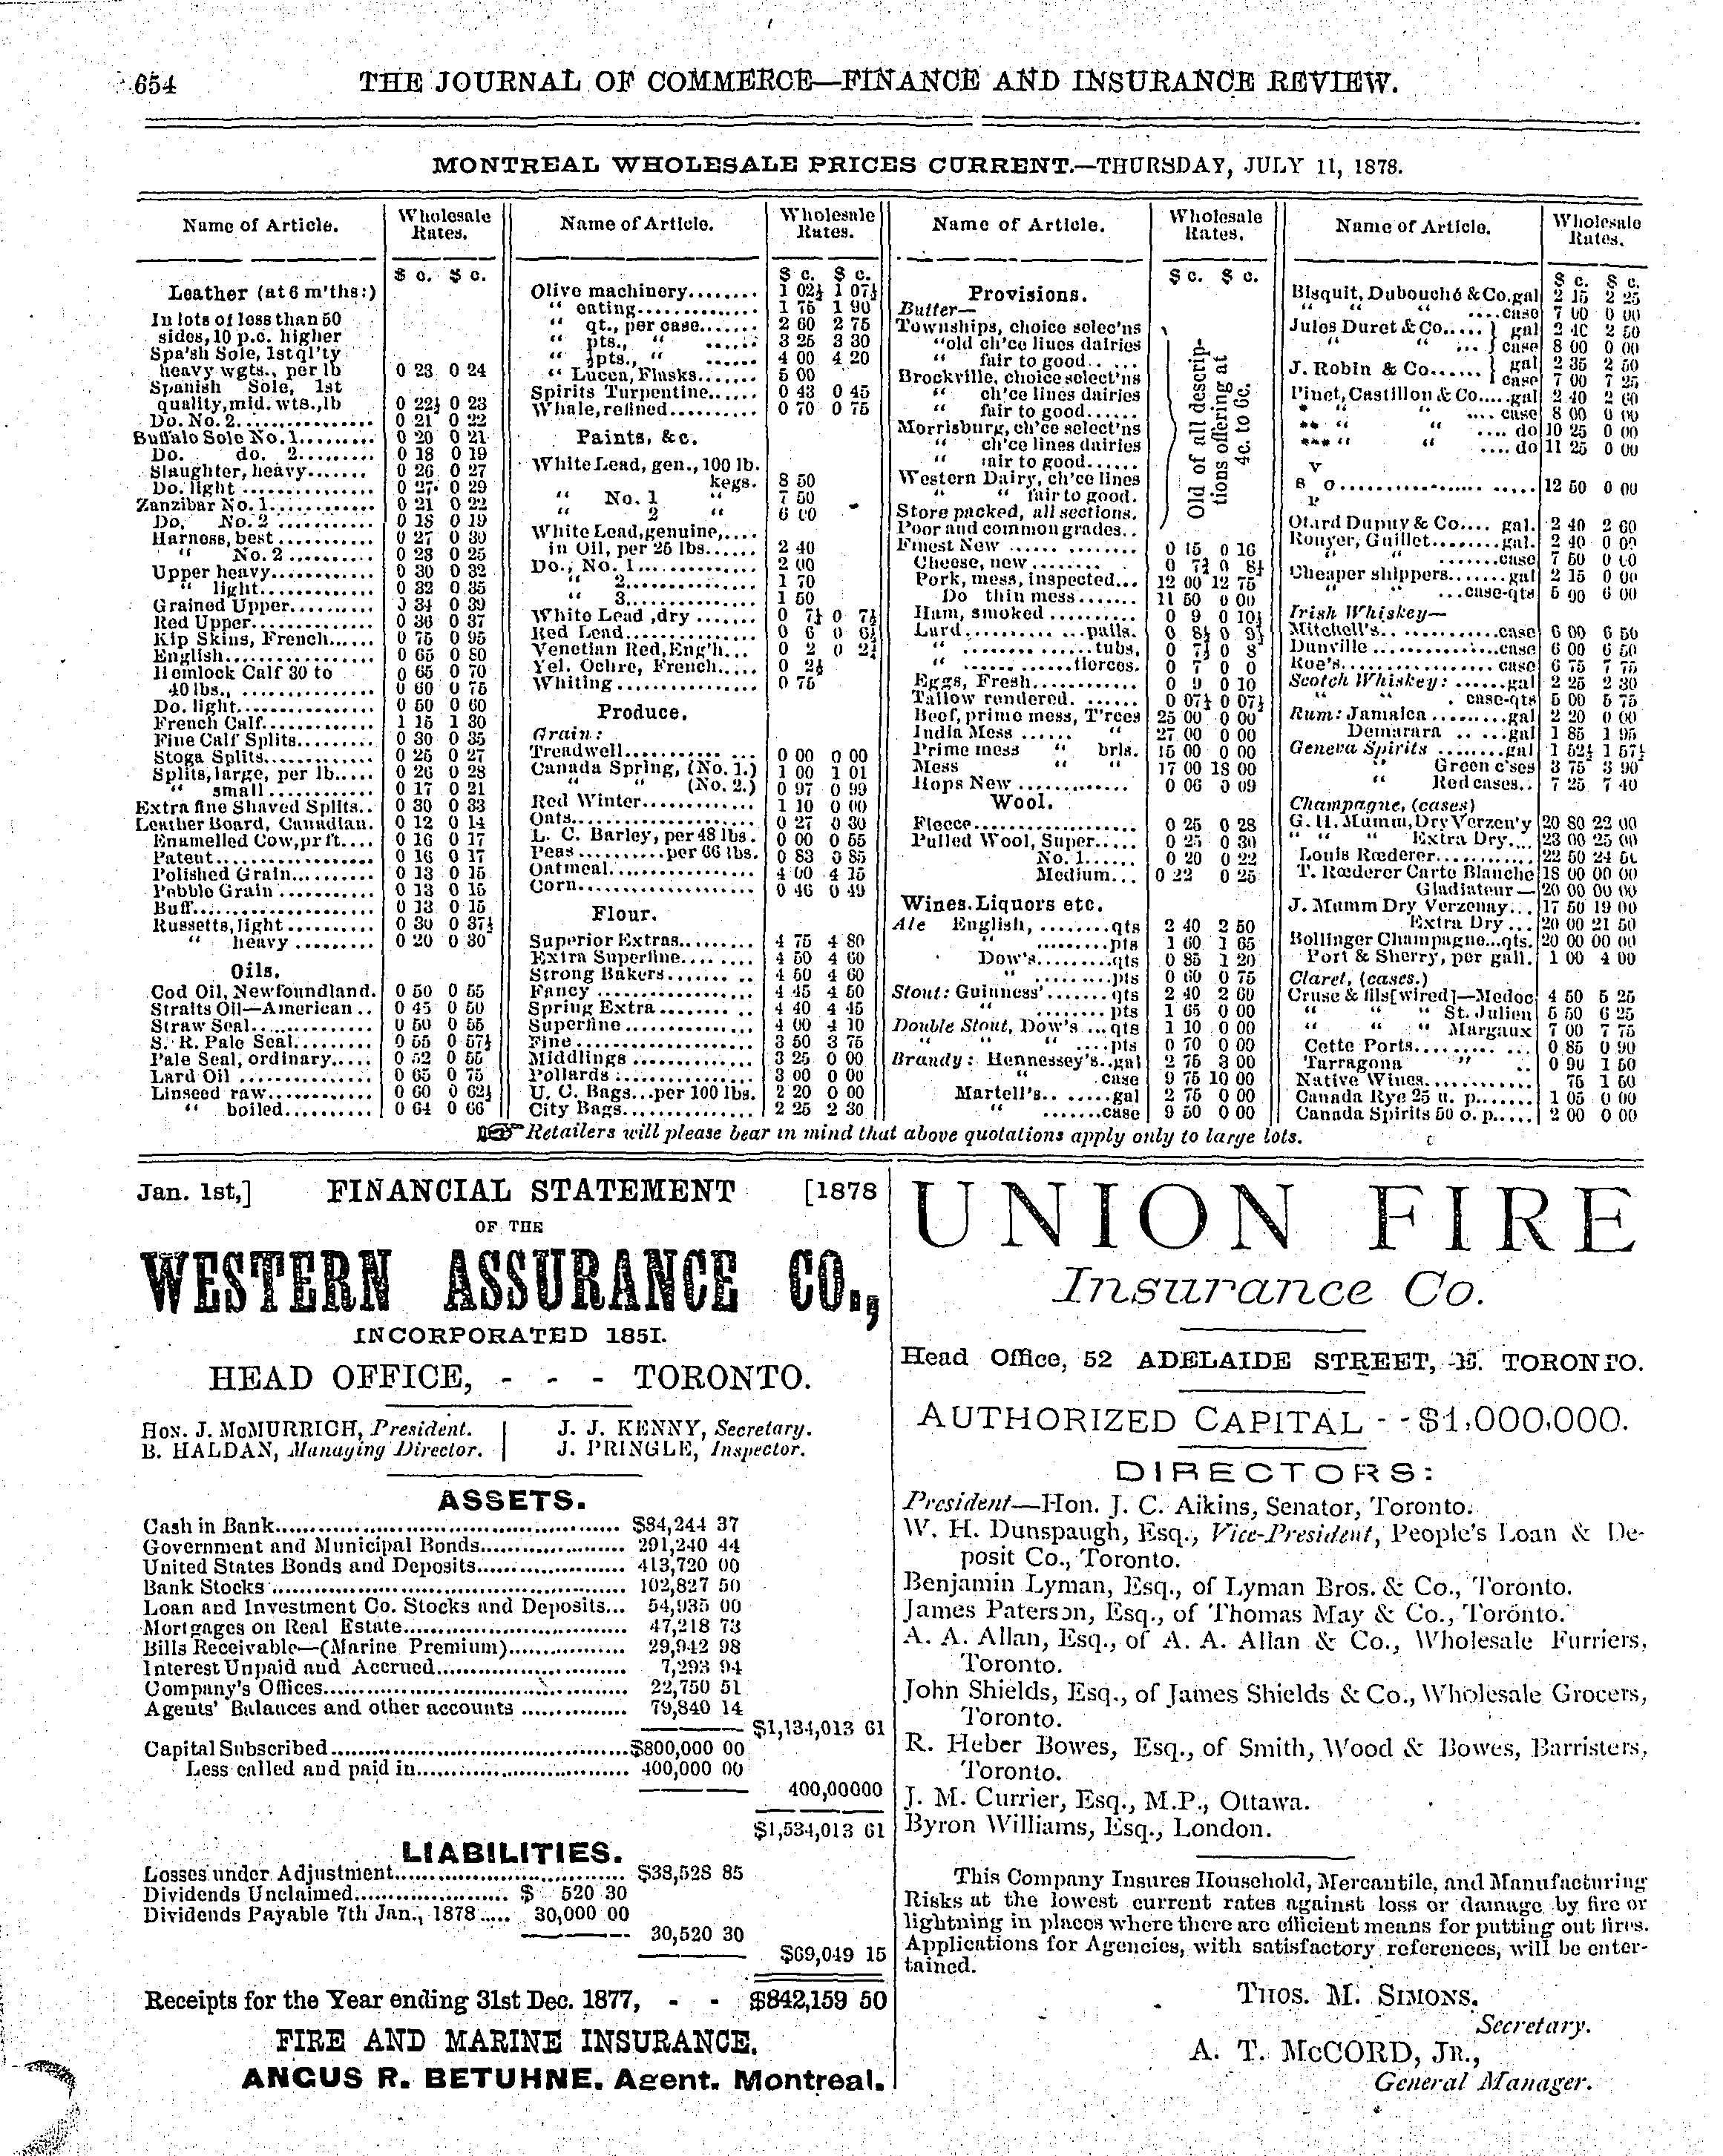 654 THE JOURNAL OF COMMERCE—FINANCE AND INSURANCE REVIEW.
MONTREAL WHOLESALE PRICES CURRENT.—THURSDAY, JULY 11, 1878.
Name of Article. Wholesale Rates.
$ c. $ c.
Leather (at 6 m'ths:)
In lots of less than 50
sides, 10 p.c. higher
Spa'sh Sole, 1st ql'ty
heavy wgts., per lb 0 23 0 24
Spanish Sole, 1st
quality, mid. wts., lb 0 22½ 0 23
Do. No. 2 0 21 0 22
Buffalo Sole No. 1 0 20 0 21
Do. do. 2 0 18 0 19
Slaughter, heavy 0 26 0 27
Do. light 0 27 0 29
Zanzibar No. 1 0 21 0 22
Do, No. 2 0 18 0 19
Harness, best 0 27 0 30
" No. 2 0 28 0 25
Upper heavy 0 30 0 32
" light 0 32 0 35
Grained Upper 0 34 0 39
Red Upper 0 36 0 37
Kip Skins, French 0 75 0 95
English 0 65 0 80
Hemlock Calf 30 to 0 65 0 70
40 lbs., 0 60 0 75
Do. light 0 50 0 60
French Calf 1 15 1 30
Fine Calf Splits 0 30 0 35
Stoga Splits 0 25 0 27
Splits, large, per lb 0 26 0 28
" small 0 17 0 21
Extra fine Shaved Splits.. 0 30 0 33
Leather Board, Canadian. 0 12 0 14
Enamelled Cow, pr ft 0 16 0 17
Patent 0 16 0 17
Polished Grain 0 13 0 15
Pebble Grain 0 13 0 15
Buff 0 13 0 15
Russetts, light 0 30 0 37½
" heavy 0 20 0 30
Oils.
Cod Oil, Newfoundland. 0 50 0 55
Straits Oil—American .. 0 45 0 50
Straw Seal 0 50 0 55
S. R. Pale Seal 0 55 0 57½
Pale Seal, ordinary 0 52 0 55
Lard Oil 0 65 0 75
Linseed raw 0 60 0 62½
" boiled 0 64 0 66
Name of Article. Wholesale Rates.
$ c. $ c.
Olive machinery 1 02½ 1 07½
" eating 1 75 1 90
" qt., per case 2 60 2 75
" pts., " 3 25 3 30
" ½pts., " 4 00 4 20
" Lucca, Flasks 5 00
Spirits Turpentine 0 43 0 45
Whale, refined 0 70 0 75
Paints, &c.
White Lead, gen., 100 lb.
kegs. 8 50
" No. 1 " 7 50
" 2 " 6 00
White Lead, genuine,
in Oil, per 25 lbs 2 40
Do., No. 1 2 00
" 2 1 70
" 3 1 50
White Lead ,dry 0 7½ 0 7½
Red Lead 0 6 0 6½
Venetian Red, Eng'h 0 2 0 2½
Yel. Ochre, French 0 2½
Whiting 0 75
Produce.
Grain:
Treadwell 0 00 0 00
Canada Spring, (No. 1.) 1 00 1 01
" " (No. 2.) 0 97 0 99
Red Winter 1 10 0 00
Oats 0 27 0 30
L. C. Barley, per 48 lbs. 0 00 0 55
Peas per 66 lbs. 0 83 0 85
Oatmeal 4 00 4 15
Corn 0 46 0 49
Flour.
Superior Extras 4 75 4 80
Extra Superfine 4 50 4 60
Strong Bakers 4 50 4 60
Fancy 4 45 4 50
Spring Extra 4 40 4 45
Superfine 4 00 4 10
Fine 3 50 3 75
Middlings 3 25 0 00
Pollards 3 00 0 00
U. C. Bags...per 100 lbs. 2 20 0 00
City Bags 2 25 2 30
Name of Article. Wholesale Rates.
$ c. $ c.
Provisions.
Butter—
Townships, choice selec'ns
"old ch'ce lines dairies
" fair to good
Brockville, choice select'ns
" ch'ce lines dairies
" fair to good
Morrisburg, ch'ce select'ns
" ch'ce lines dairies
" fair to good
Western Dairy, ch'ce lines
" " fair to good.
Store packed, all sections.
Poor and common grades..
Old of all descrip-
tions offering at
4c. to 6c.
Finest New 0 15 0 16
Cheese, new 0 7½ 0 8½
Pork, mess, inspected... 12 00 12 75
Do thin mess 11 50 0 00
Ham, smoked 0 9 0 10½
Lard pails. 0 8½ 0 9½
" tubs, 0 7½ 0 8
" tierces. 0 7 0 0
Eggs, Fresh 0 9 0 10
Tallow rendered. 0 07½ 0 07½
Beef, prime mess, T'rces 25 00 0 00
India Mess " 27 00 0 00
Prime mess " brls. 15 00 0 00
Mess " " 17 00 18 00
Hops New 0 06 0 09
Wool.
Fleece 0 25 0 28
Pulled Wool, Super 0 25 0 30
No. 1 0 20 0 22
Medium... 0 22 0 25
Wines. Liquors etc.
Ale English, qts 2 40 2 50
" pts 1 60 1 65
Dow's qts 0 85 1 20
" pts 0 60 0 75
Stout: Guinness' qts 2 40 2 60
" pts 1 65 0 00
Double Stout, Dow's ...qts 1 10 0 00
" " " pts 0 70 0 00
Brandy: Hennessey's..gal 2 75 3 00
" case 9 75 10 00
Martell's gal 2 75 0 00
" case 9 50 0 00
Name of Article. Wholesale Rates.
$ c. $ c.
Bisquit, Dubouché & Co. gal 2 15 2 25
" " case 7 00 0 00
Jules Duret & Co. gal 2 40 2 50
" " case 8 00 0 00
J. Robin & Co. gal 2 35 2 50
case 7 00 7 25
Pinet, Castillon & Co. gal 2 40 2 60
* " " case 8 00 0 00
** " " do 10 25 0 00
*** " " do 11 25 0 00
V
S O 12 50 0 00
P
Otard Dupuy & Co. gal. 2 40 2 60
Rouyer, Guillet gal. 2 40 0 00
" " case 7 50 0 00
Cheaper shippers gal 2 15 0 00
" case-qts 5 00 6 00
Irish Whiskey—
Mitchell's case 6 00 6 50
Dunville case 6 00 6 50
Roe's case 6 75 7 75
Scotch Whiskey: gal 2 25 2 30
" " case-qts 5 00 5 75
Rum: Jamaica gal 2 20 0 00
Demarara gal 1 85 1 95
Geneva Spirits gal 1 52½ 1 57½
" Green c'ses 3 75 3 90
" Red cases.. 7 25 7 40
Champagne, (cases)
G. H. Mumm, Dry Verzen'y 20 80 22 00
" " " Extra Dry 23 00 25 00
Louis Rœderer 22 50 24 50
T. Rœderer Carte Blanche 18 00 00 00
Gladiateur— 20 00 00 00
J. Mumm Dry Verzenay... 17 50 19 00
Extra Dry ... 20 00 21 50
Bollinger Champagne...qts. 20 00 00 00
Port & Sherry, per gall. 1 00 4 00
Claret, (cases.)
Cruse & fils[wired]—Medoc 4 50 5 25
" " " St. Julien 5 50 6 25
" " " Margaux 7 00 7 75
Cette Ports 0 85 0 90
Tarragona " 0 90 1 50
Native Wines 75 1 50
Canada Rye 25 u. p. 1 05 0 00
Canada Spirits 50 o. p. 2 00 0 00
Retailers will please bear in mind that above quotations apply only to large lots.
Jan. 1st,] FINANCIAL STATEMENT [1878
OF THE
WESTERN ASSURANCE CO.,
INCORPORATED 1851.
HEAD OFFICE, - - - TORONTO.
HON. J. McMURRICH, President. J. J. KENNY, Secretary.
B. HALDAN, Managing Director. J. PRINGLE, Inspector.
ASSETS.
Cash in Bank $84,244 37
Government and Municipal Bonds 291,240 44
United States Bonds and Deposits 413,720 00
Bank Stocks 102,827 50
Loan and Investment Co. Stocks and Deposits... 54,935 00
Mortgages on Real Estate 47,218 73
Bills Receivable—(Marine Premium) 29,942 98
Interest Unpaid and Accrued 7,293 94
Company's Offices 22,750 51
Agents' Balances and other accounts 79,840 14
$1,134,013 61
Capital Subscribed $800,000 00
Less called and paid in 400,000 00
400,00000
$1,534,013 61
LIABILITIES.
Losses under Adjustment $38,528 85
Dividends Unclaimed $ 520 30
Dividends Payable 7th Jan., 1878 30,000 00
30,520 30
$69,049 15
Receipts for the Year ending 31st Dec. 1877, - - $842,159 50
FIRE AND MARINE INSURANCE.
ANGUS R. BETUHNE. Agent. Montreal.
UNION FIRE
Insurance Co.
Head Office, 52 ADELAIDE STREET, E. TORONTO.
AUTHORIZED CAPITAL - - $1,000,000.
DIRECTORS:
President—Hon. J. C. Aikins, Senator, Toronto.
W. H. Dunspaugh, Esq., Vice-President, People's Loan & De-
posit Co., Toronto.
Benjamin Lyman, Esq., of Lyman Bros. & Co., Toronto.
James Paterson, Esq., of Thomas May & Co., Toronto.
A. A. Allan, Esq., of A. A. Allan & Co., Wholesale Furriers,
Toronto.
John Shields, Esq., of James Shields & Co., Wholesale Grocers,
Toronto.
R. Heber Bowes, Esq., of Smith, Wood & Bowes, Barristers,
Toronto.
J. M. Currier, Esq., M.P., Ottawa.
Byron Williams, Esq., London.
This Company Insures Household, Mercantile, and Manufacturing
Risks at the lowest current rates against loss or damage by fire or
lightning in places where there are efficient means for putting out fires.
Applications for Agencies, with satisfactory references, will be enter-
tained.
THOS. M. SIMONS,
Secretary.
A. T. McCORD, JR.,
General Manager.